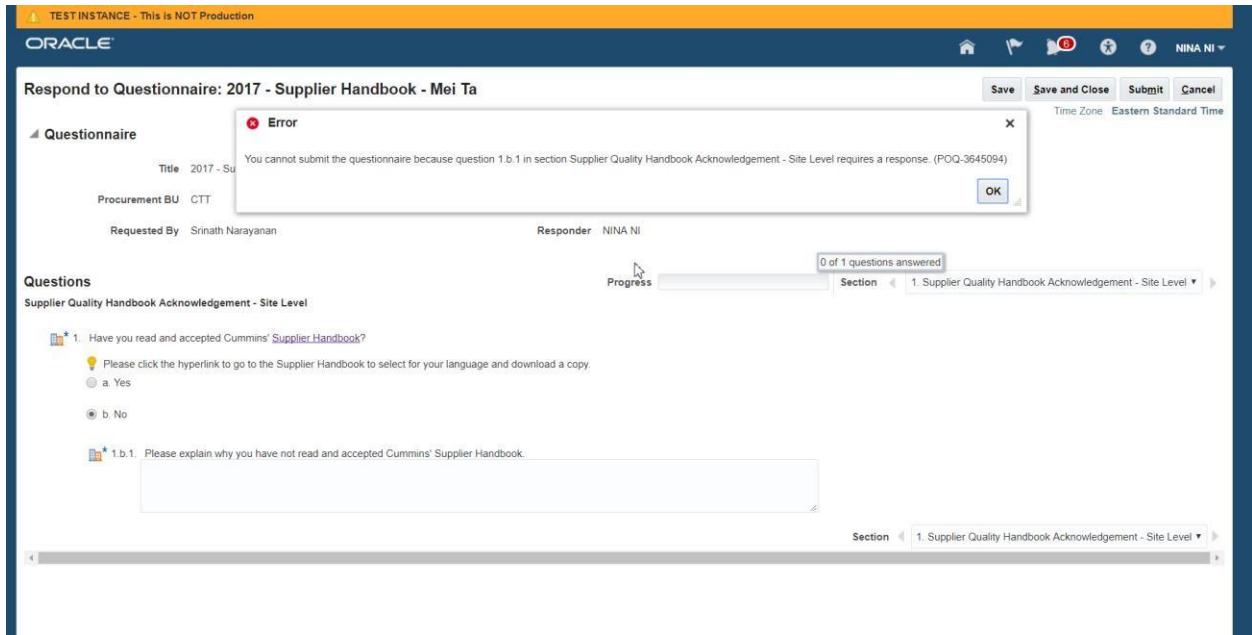 TEST INSTANCE - This is NOT Production
ORACLE
6
NINA NI
Respond to Questionnaire: 2017 - Supplier Handbook - Mei Ta
Save
Save and Close
Submit
Cancel
Time Zone Eastern Standard Time
Error
You cannot submit the questionnaire because question 1.b.1 in section Supplier Quality Handbook Acknowledgement - Site Level requires a response. (POQ-3645094)
OK
Questionnaire
Title 2017 - Su
Procurement BU CTT
Requested By Srinath Narayanan
Responder NINA NI
0 of 1 questions answered
Questions
Progress
Section 1. Supplier Quality Handbook Acknowledgement - Site Level
Supplier Quality Handbook Acknowledgement - Site Level
* 1. Have you read and accepted Cummins' Supplier Handbook?
Please click the hyperlink to go to the Supplier Handbook to select for your language and download a copy.
a. Yes
b. No
* 1.b.1. Please explain why you have not read and accepted Cummins' Supplier Handbook.
Section 1. Supplier Quality Handbook Acknowledgement - Site Level